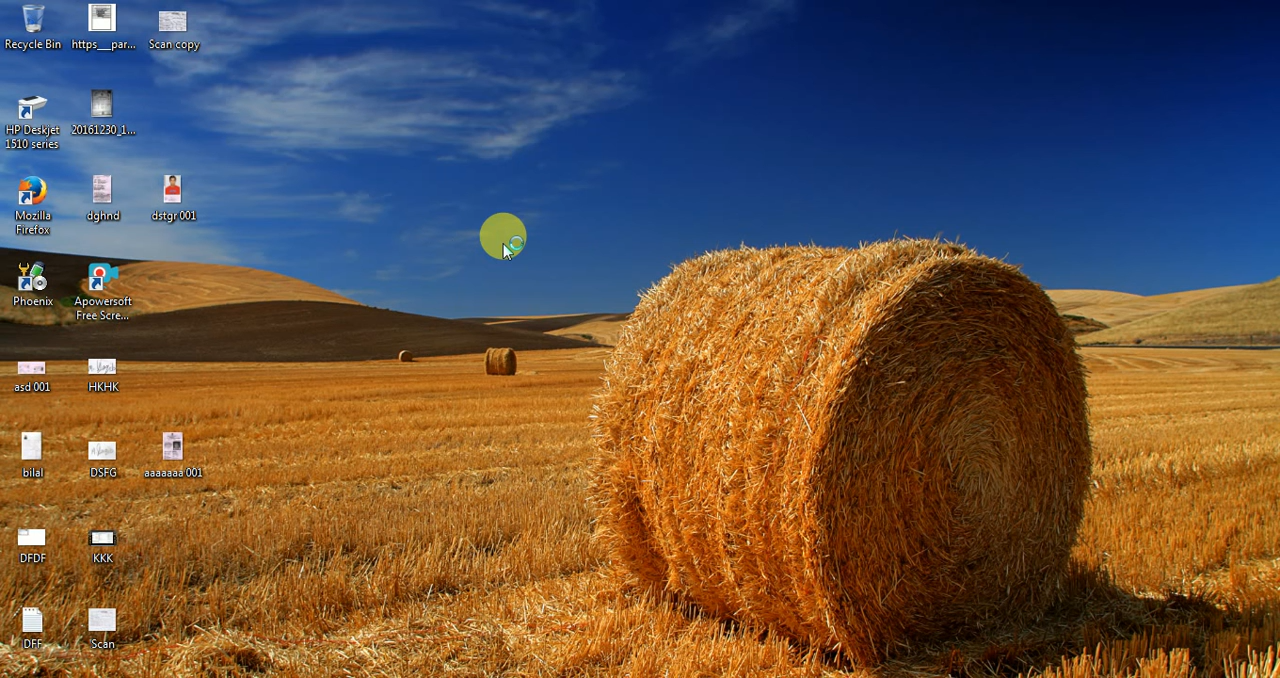 Recycle Bin
https__par...
Scan copy
HP Deskjet
1510 series
20161230_1...
Mozilla
Firefox
dghnd
dstgr 001
Phoenix
Apowersoft
Free Scre...
asd 001
HKHK
bilal
DSFG
aaaaaaa 001
DFDF
KKK
DFF
Scan